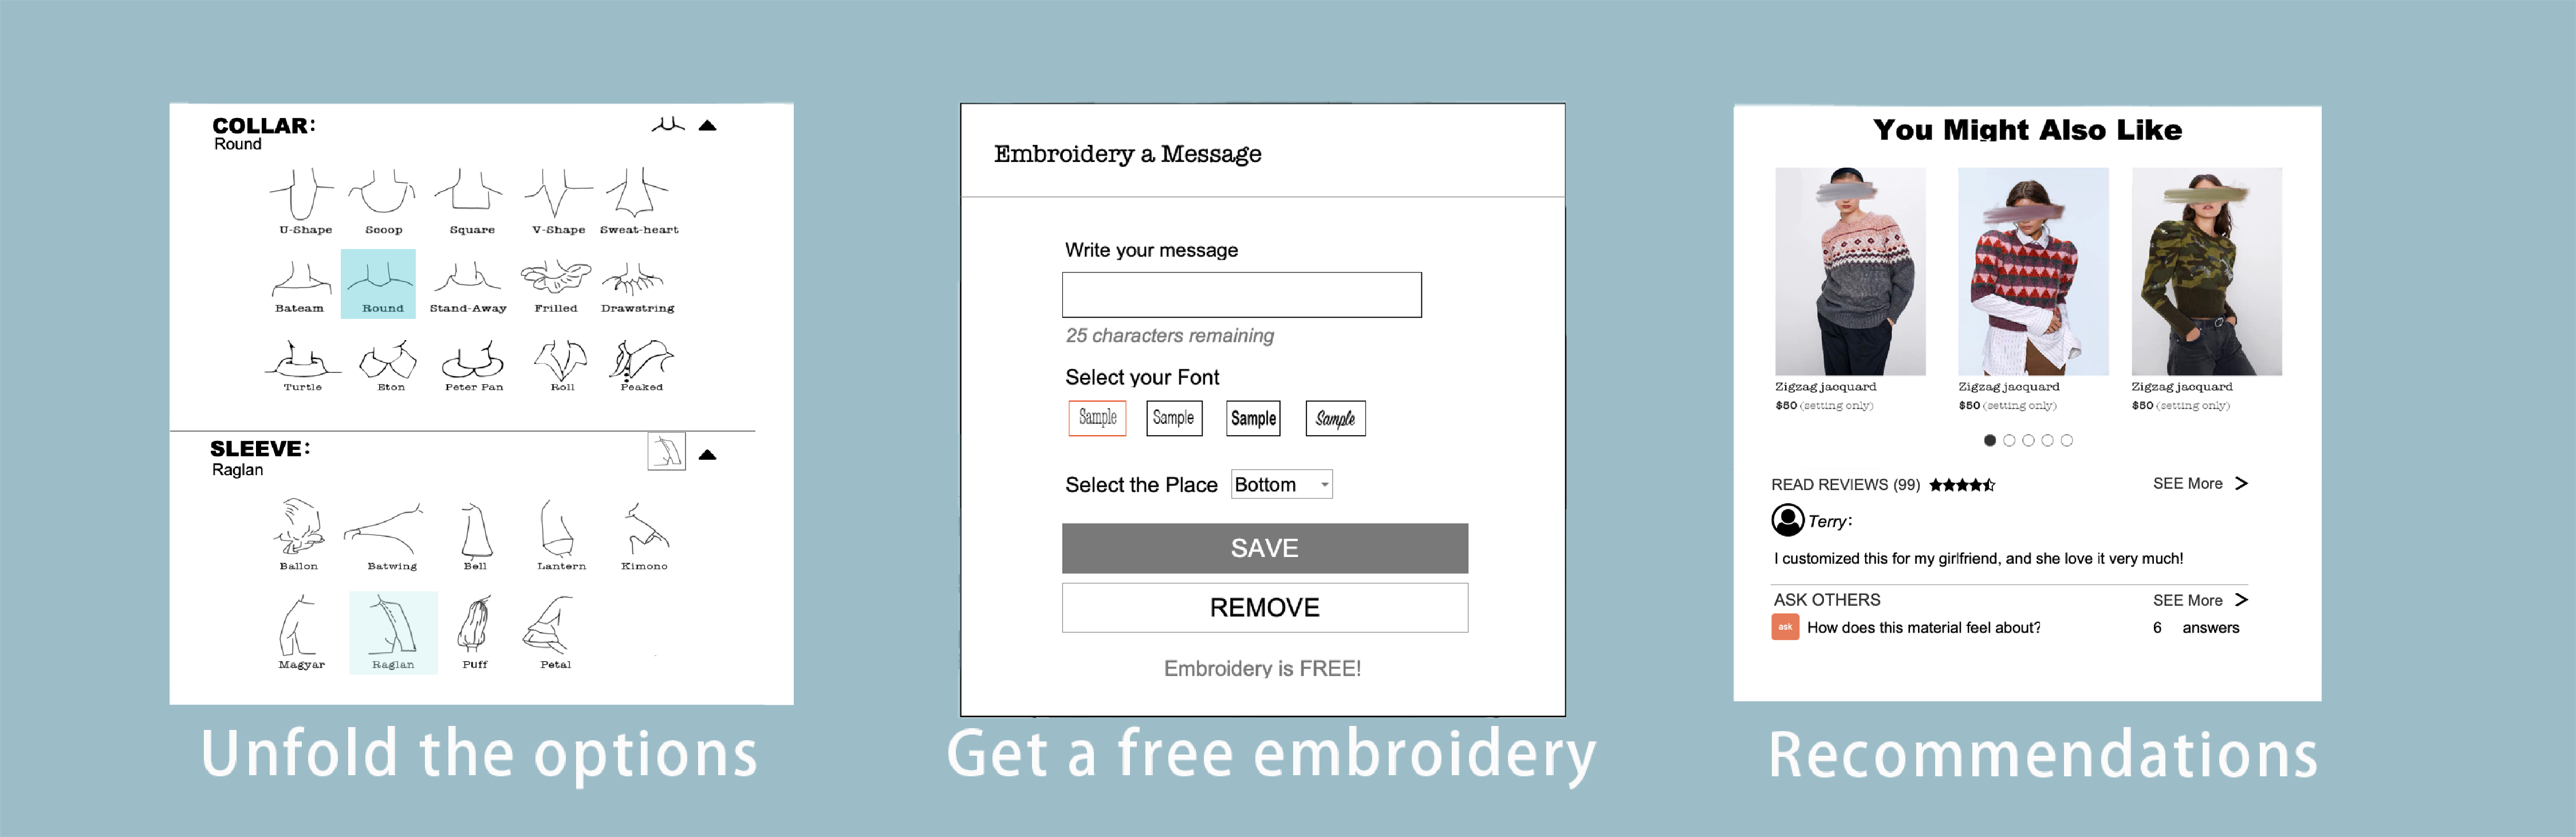 COLLAR:
Round
U-Shape Scoop Square V-Shape Sweat-heart
Bateam Round Stand-Away Frilled Drawstring
Turtle Eton Peter Pan Roll Peaked
SLEEVE:
Raglan
Ballon Batwing Bell Lantern Kimono
Magyar Raglan Puff Petal
Unfold the options
Embroidery a Message
Write your message
25 characters remaining
Select your Font
Sample Sample Sample Sample
Select the Place Bottom
SAVE
REMOVE
Embroidery is FREE!
Get a free embroidery
You Might Also Like
Zigzag jacquard Zigzag jacquard Zigzag jacquard
$50 (setting only) $50 (setting only) $50 (setting only)
READ REVIEWS (99) SEE More
Terry:
I customized this for my girlfriend, and she love it very much!
ASK OTHERS SEE More
ask How does this material feel about? 6 answers
Recommendations